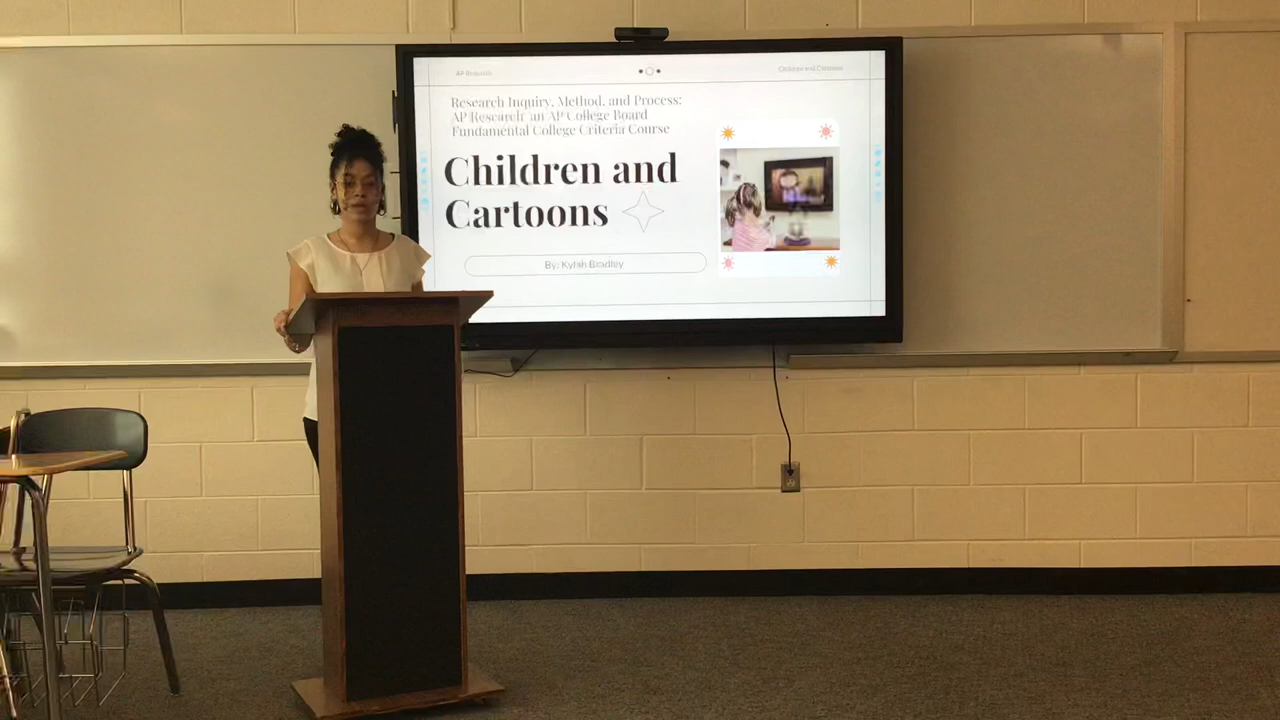 AP Research
Children and Cartoons
Research Inquiry, Method, and Process:
AP Research an AP College Board
Fundamental College Criteria Course
Children and
Cartoons
By: Bradley